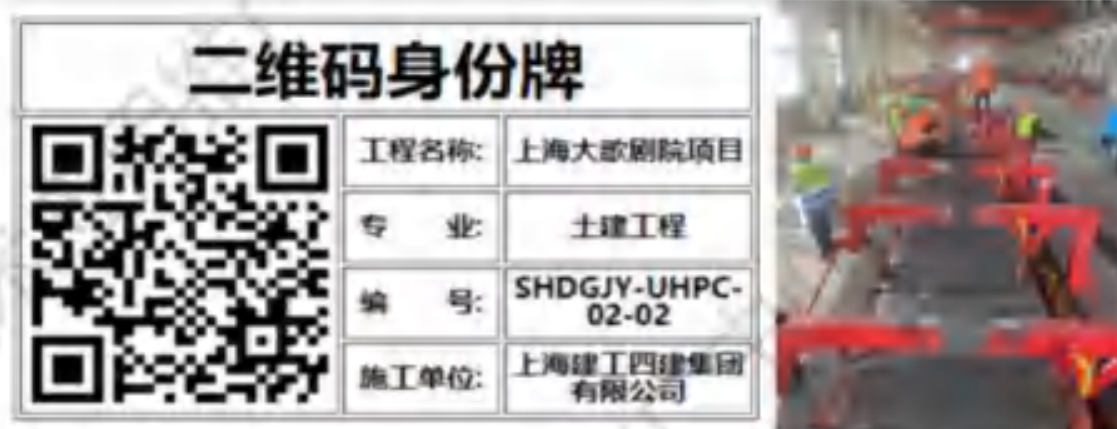 二维码身份牌
工程名称: 上海大歌剧院项目
专 业: 土建工程
编 号: SHDGJY-UHPC-
02-02
施工单位: 上海建工四建集团
有限公司